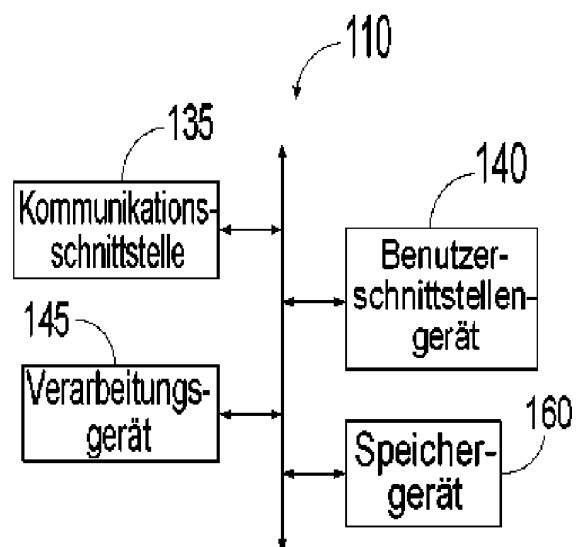 110
135
Kommunikations-
schnittstelle
140
Benutzer-
schnittstellen-
gerät
145
Verarbeitungs-
gerät
160
Speicher-
gerät